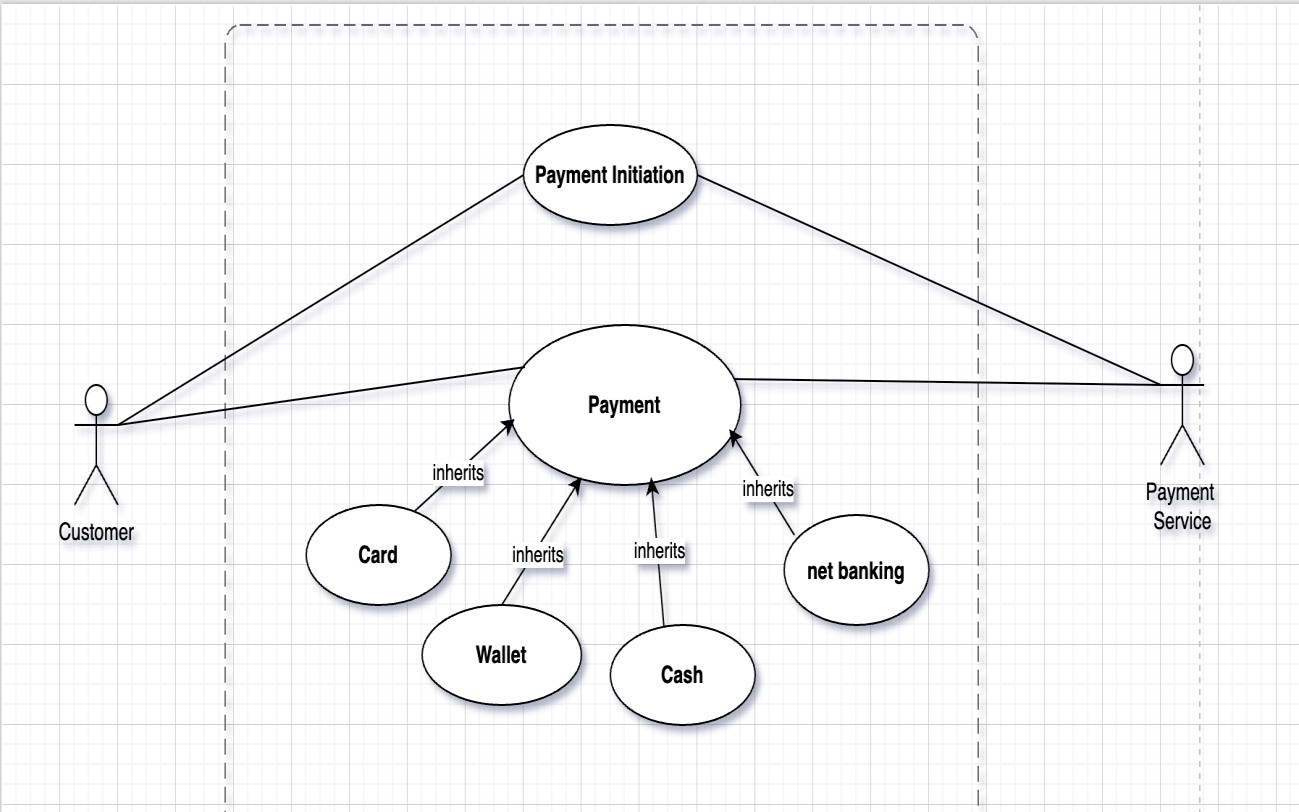 Payment Initiation
Payment
inherits
inherits
inherits
inherits
Card
Wallet
Cash
net banking
Customer
Payment
Service